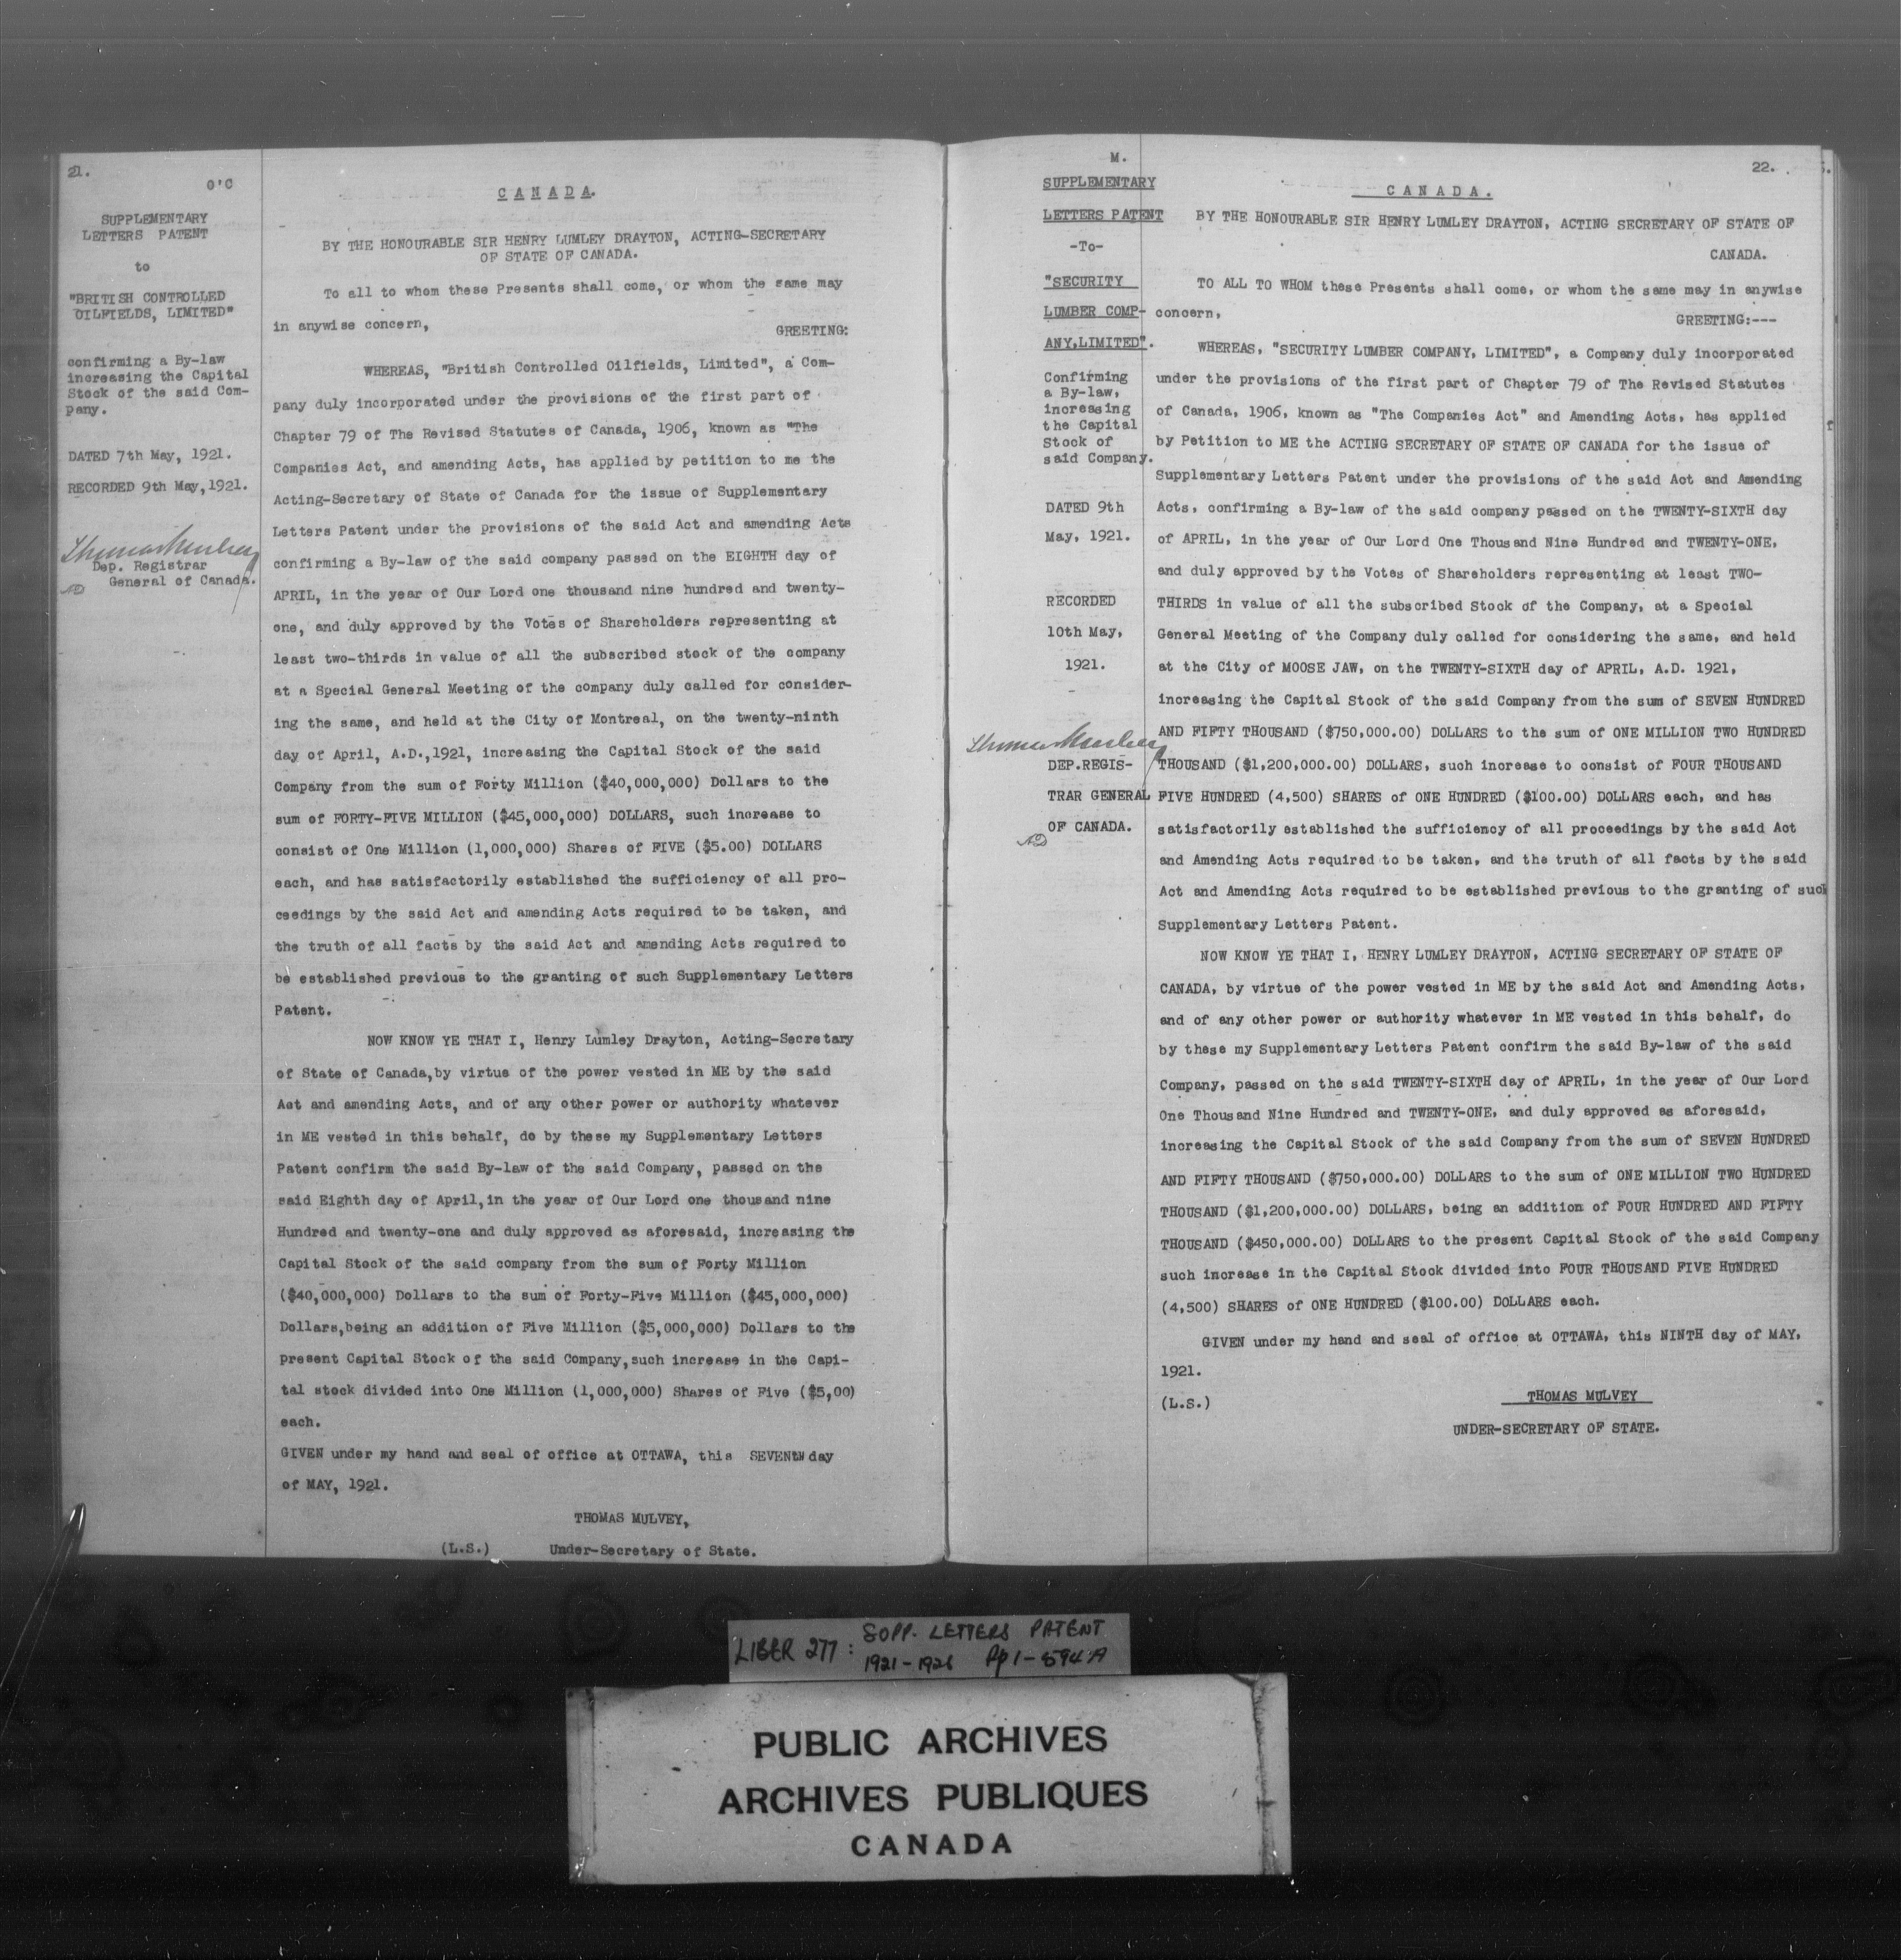 21.
O'C
SUPPLEMENTARY
LETTERS PATENT
to
"BRITISH CONTROLLED
OILFIELDS, LIMITED"
confirming a By-law
increasing the Capital
Stock of the said Com-
pany.
DATED 7th May, 1921.
RECORDED 9th May, 1921.
Thomas Mulvey
Dep. Registrar
General of Canada.
CANADA.
BY THE HONOURABLE SIR HENRY LUMLEY DRAYTON, ACTING-SECRETARY
OF STATE OF CANADA.
To all to whom these Presents shall come, or whom the same may
in anywise concern,
GREETING:
WHEREAS, "British Controlled Oilfields, Limited", a Com-
pany duly incorporated under the provisions of the first part of
Chapter 79 of The Revised Statutes of Canada, 1906, known as "The
Companies Act, and amending Acts, has applied by petition to me the
Acting-Secretary of State of Canada for the issue of Supplementary
Letters Patent under the provisions of the said Act and amending Acts
confirming a By-law of the said company passed on the EIGHTH day of
APRIL, in the year of Our Lord one thousand nine hundred and twenty-
one, and duly approved by the Votes of Shareholders representing at
least two-thirds in value of all the subscribed stock of the company
at a Special General Meeting of the company duly called for consider-
ing the same, and held at the City of Montreal, on the twenty-ninth
day of April, A.D.,1921, increasing the Capital Stock of the said
Company from the sum of Forty Million ($40,000,000) Dollars to the
sum of FORTY-FIVE MILLION ($45,000,000) DOLLARS, such increase to
consist of One Million (1,000,000) Shares of FIVE ($5.00) DOLLARS
each, and has satisfactorily established the sufficiency of all pro-
ceedings by the said Act and amending Acts required to be taken, and
the truth of all facts by the said Act and amending Acts required to
be established previous to the granting of such Supplementary Letters
Patent.
NOW KNOW YE THAT I, Henry Lumley Drayton, Acting-Secretary
of State of Canada,by virtue of the power vested in ME by the said
Act and amending Acts, and of any other power or authority whatever
in ME vested in this behalf, do by these my Supplementary Letters
Patent confirm the said By-law of the said Company, passed on the
said Eighth day of April,in the year of Our Lord one thousand nine
Hundred and twenty-one and duly approved as aforesaid, increasing the
Capital Stock of the said company from the sum of Forty Million
($40,000,000) Dollars to the sum of Forty-Five Million ($45,000,000)
Dollars,being an addition of Five Million ($5,000,000) Dollars to the
present Capital Stock of the said Company,such increase in the Capi-
tal stock divided into One Million (1,000,000) Shares of Five ($5,00)
each.
GIVEN under my hand and seal of office at OTTAWA, this SEVENTH day
of MAY, 1921.
THOMAS MULVEY,
(L.S.) Under-Secretary of State.
M.
SUPPLEMENTARY
LETTERS PATENT
-To-
"SECURITY
LUMBER COMP-
ANY,LIMITED".
Confirming
a By-law,
increasing
the Capital
Stock of
said Company.
DATED 9th
May, 1921.
RECORDED
10th May,
1921.
Thomas Mulvey
DEP.REGIS-
TRAR GENERAL
OF CANADA.
22.
CANADA.
BY THE HONOURABLE SIR HENRY LUMLEY DRAYTON, ACTING SECRETARY OF STATE OF
CANADA.
TO ALL TO WHOM these Presents shall come, or whom the same may in anywise
concern,
GREETING:---
WHEREAS, "SECURITY LUMBER COMPANY, LIMITED", a Company duly incorporated
under the provisions of the first part of Chapter 79 of The Revised Statutes
of Canada, 1906, known as "The Companies Act" and Amending Acts, has applied
by Petition to ME the ACTING SECRETARY OF STATE OF CANADA for the issue of
Supplementary Letters Patent under the provisions of the said Act and Amending
Acts, confirming a By-law of the said company passed on the TWENTY-SIXTH day
of APRIL, in the year of Our Lord One Thousand Nine Hundred and TWENTY-ONE,
and duly approved by the Votes of Shareholders representing at least TWO-
THIRDS in value of all the subscribed Stock of the Company, at a Special
General Meeting of the Company duly called for considering the same, and held
at the City of MOOSE JAW, on the TWENTY-SIXTH day of APRIL, A.D. 1921,
increasing the Capital Stock of the said Company from the sum of SEVEN HUNDRED
AND FIFTY THOUSAND ($750,000.00) DOLLARS to the sum of ONE MILLION TWO HUNDRED
THOUSAND ($1,200,000.00) DOLLARS, such increase to consist of FOUR THOUSAND
FIVE HUNDRED (4,500) SHARES of ONE HUNDRED ($100.00) DOLLARS each, and has
satisfactorily established the sufficiency of all proceedings by the said Act
and Amending Acts required to be taken, and the truth of all facts by the said
Act and Amending Acts required to be established previous to the granting of such
Supplementary Letters Patent.
NOW KNOW YE THAT I, HENRY LUMLEY DRAYTON, ACTING SECRETARY OF STATE OF
CANADA, by virtue of the power vested in ME by the said Act and Amending Acts,
and of any other power or authority whatever in ME vested in this behalf, do
by these my Supplementary Letters Patent confirm the said By-law of the said
Company, passed on the said TWENTY-SIXTH day of APRIL, in the year of Our Lord
One Thousand Nine Hundred and TWENTY-ONE, and duly approved as aforesaid,
increasing the Capital Stock of the said Company from the sum of SEVEN HUNDRED
AND FIFTY THOUSAND ($750,000.00) DOLLARS to the sum of ONE MILLION TWO HUNDRED
THOUSAND ($1,200,000.00) DOLLARS, being an addition of FOUR HUNDRED AND FIFTY
THOUSAND ($450,000.00) DOLLARS to the present Capital Stock of the said Company
such increase in the Capital Stock divided into FOUR THOUSAND FIVE HUNDRED
(4,500) SHARES of ONE HUNDRED ($100.00) DOLLARS each.
GIVEN under my hand and seal of office at OTTAWA, this NINTH day of MAY,
1921.
(L.S.) THOMAS MULVEY
UNDER-SECRETARY OF STATE.
LIBER 277: SUPP. LETTERS PATENT
1921-1926 Pp 1-594A
PUBLIC ARCHIVES
ARCHIVES PUBLIQUES
CANADA